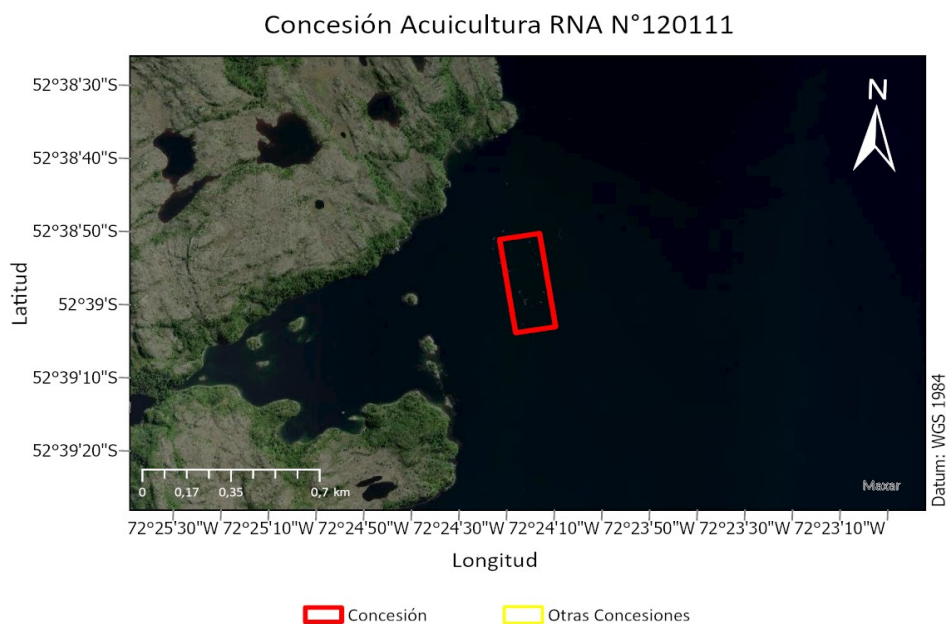 Concesión Acuicultura RNA N°120111
52°38'30"S
52°38'40"S
52°38'50"S
52°39'S
52°39'10"S
52°39'20"S
Latitud
N
0 0,17 0,35 0,7 km
Maxar
Datum: WGS 1984
72°25'30"W 72°25'10"W 72°24'50"W 72°24'30"W 72°24'10"W 72°23'50"W 72°23'30"W 72°23'10"W
Longitud
Concesión Otras Concesiones